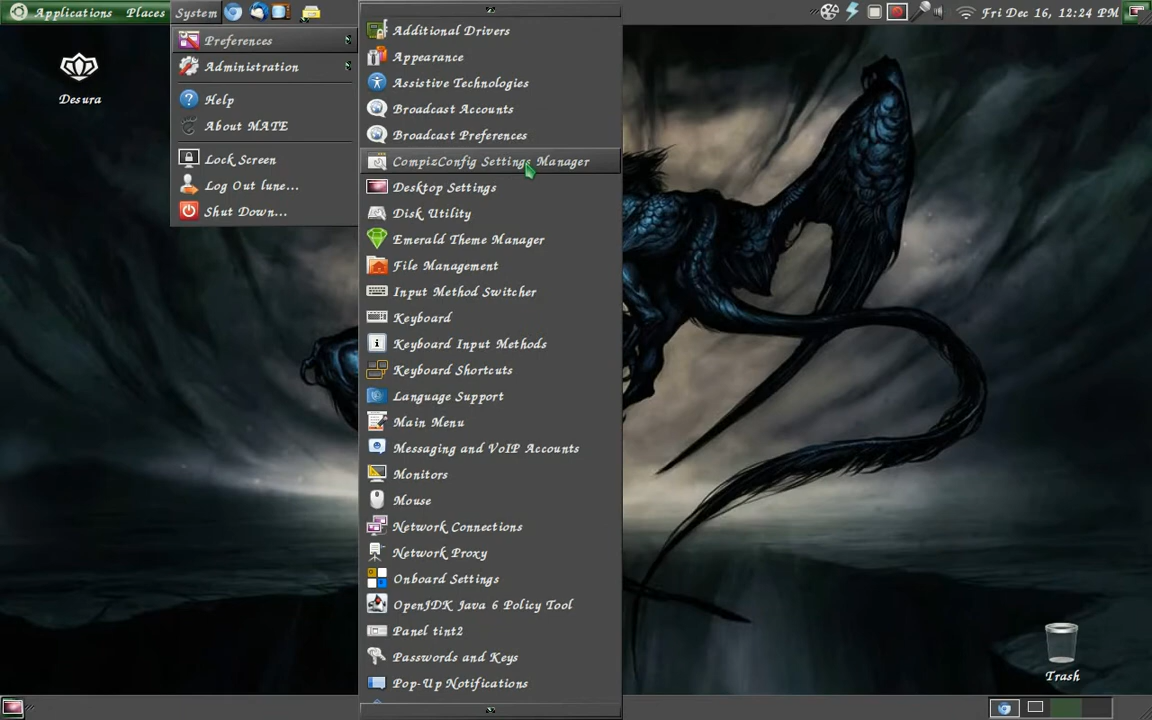 Applications Places System
Fri Dec 16, 12:24 PM
Desura
Preferences
Administration
Help
About MATE
Lock Screen
Log Out lune...
Shut Down...
Additional Drivers
Appearance
Assistive Technologies
Broadcast Accounts
Broadcast Preferences
CompizConfig Settings Manager
Desktop Settings
Disk Utility
Emerald Theme Manager
File Management
Input Method Switcher
Keyboard
Keyboard Input Methods
Keyboard Shortcuts
Language Support
Main Menu
Messaging and VoIP Accounts
Monitors
Mouse
Network Connections
Network Proxy
Onboard Settings
OpenJDK Java 6 Policy Tool
Panel tint2
Passwords and Keys
Pop-Up Notifications
Trash